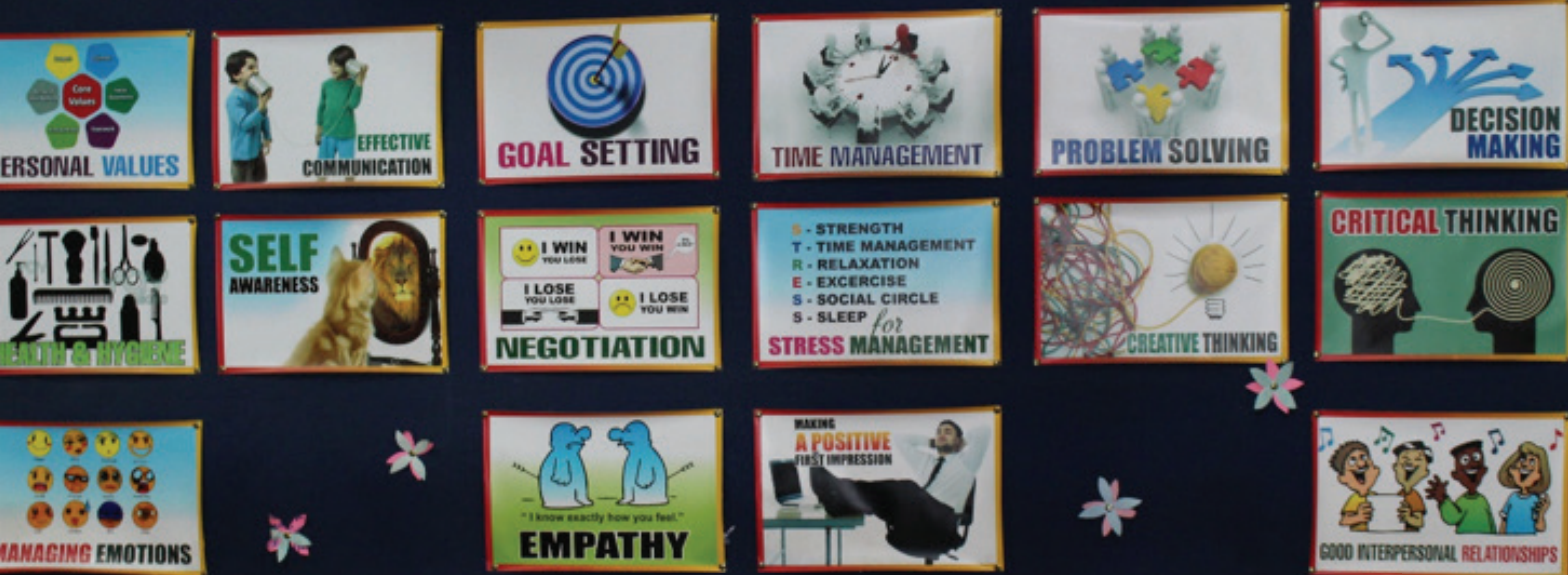 Core
Values
ERSONAL VALUES
EFFECTIVE
COMMUNICATION
GOAL SETTING
TIME MANAGEMENT
PROBLEM SOLVING
DECISION
MAKING
HEALTH & HYGIENE
SELF
AWARENESS
I WIN
YOU LOSE
I WIN
YOU WIN
I LOSE
YOU LOSE
I LOSE
YOU WIN
NEGOTIATION
S - STRENGTH
T - TIME MANAGEMENT
R - RELAXATION
E - EXCERCISE
S - SOCIAL CIRCLE
S - SLEEP
for
STRESS MANAGEMENT
CREATIVE THINKING
CRITICAL THINKING
MANAGING EMOTIONS
"I know exactly how you feel."
EMPATHY
MAKING
A POSITIVE
FIRST IMPRESSION
GOOD INTERPERSONAL RELATIONSHIPS